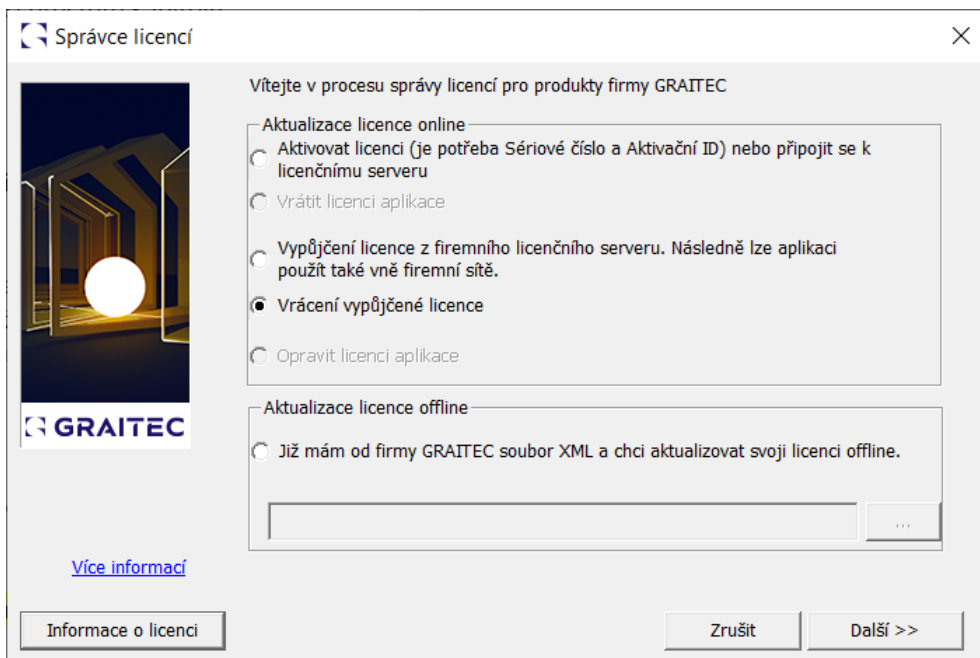 Správce licencí
Vítejte v procesu správy licencí pro produkty firmy GRAITEC
Aktualizace licence online
Aktivovat licenci (je potřeba Sériové číslo a Aktivační ID) nebo připojit se k
licenčnímu serveru
Vrátit licenci aplikace
Vypůjčení licence z firemního licenčního serveru. Následně lze aplikaci
použít také vně firemní sítě.
Vrácení vypůjčené licence
Opravit licenci aplikace
GRAITEC
Aktualizace licence offline
Již mám od firmy GRAITEC soubor XML a chci aktualizovat svoji licenci offline.
...
Více informací
Informace o licenci
Zrušit
Další >>